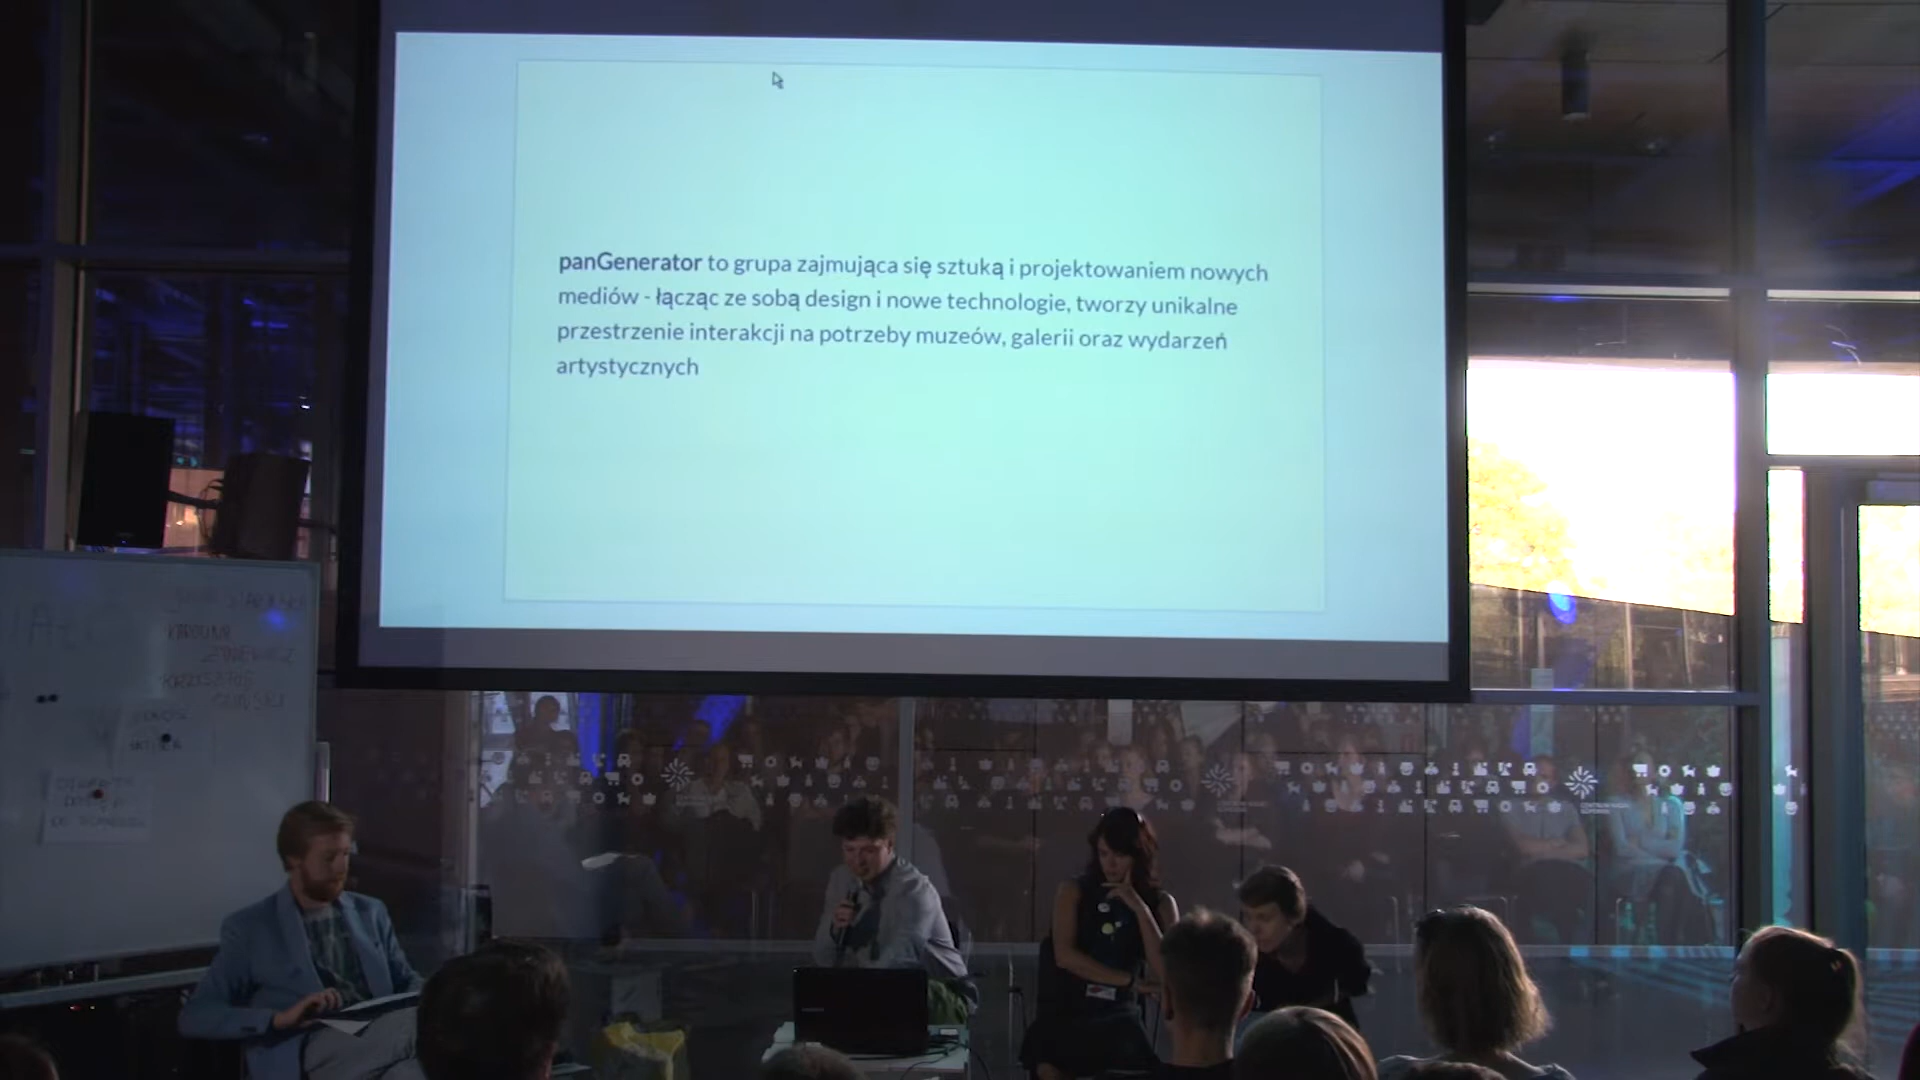 panGenerator to grupa zajmująca się sztuką i projektowaniem nowych
mediów - łącząc ze sobą design i nowe technologie, tworzy unikalne
przestrzenie interakcji na potrzeby muzeów, galerii oraz wydarzeń
artystycznych